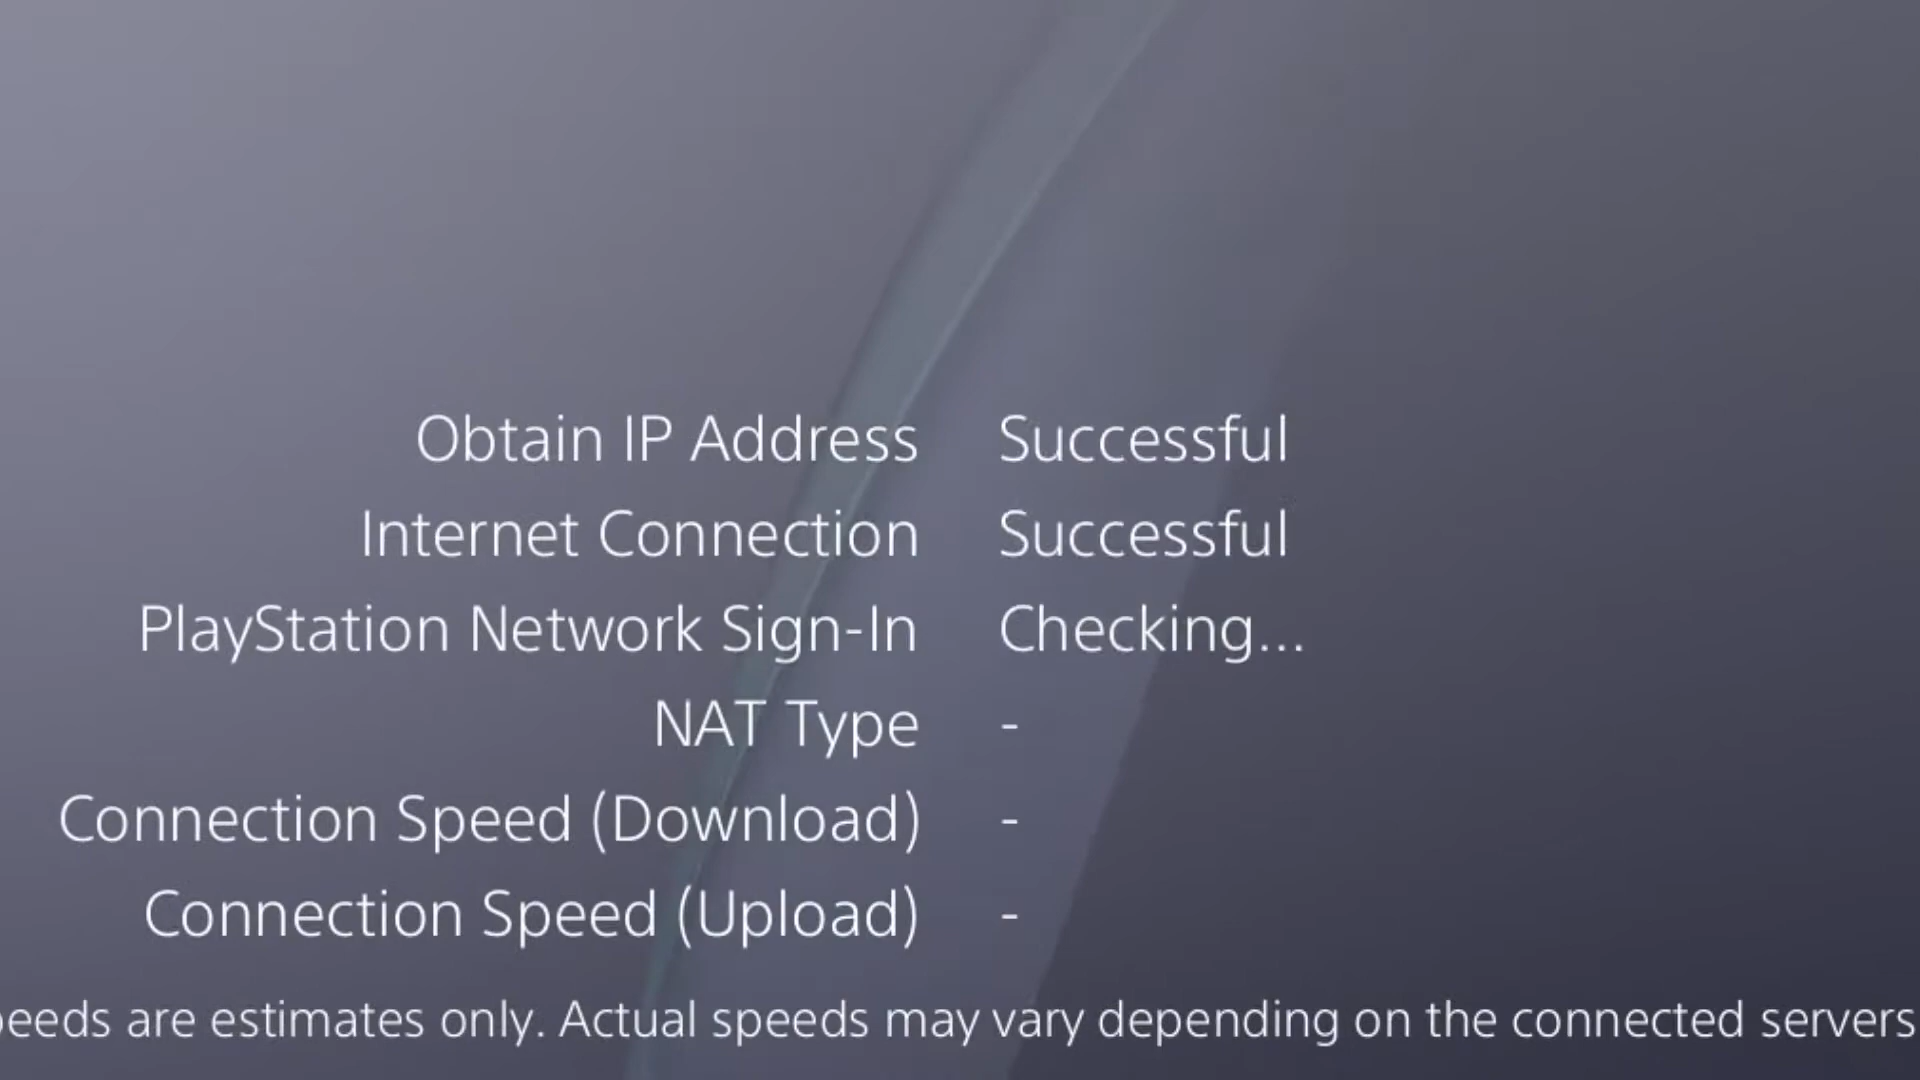 Obtain IP Address Successful
Internet Connection Successful
PlayStation Network Sign-In Checking...
NAT Type -
Connection Speed (Download) -
Connection Speed (Upload) -
are estimates only. Actual speeds may vary depending on the connected servers